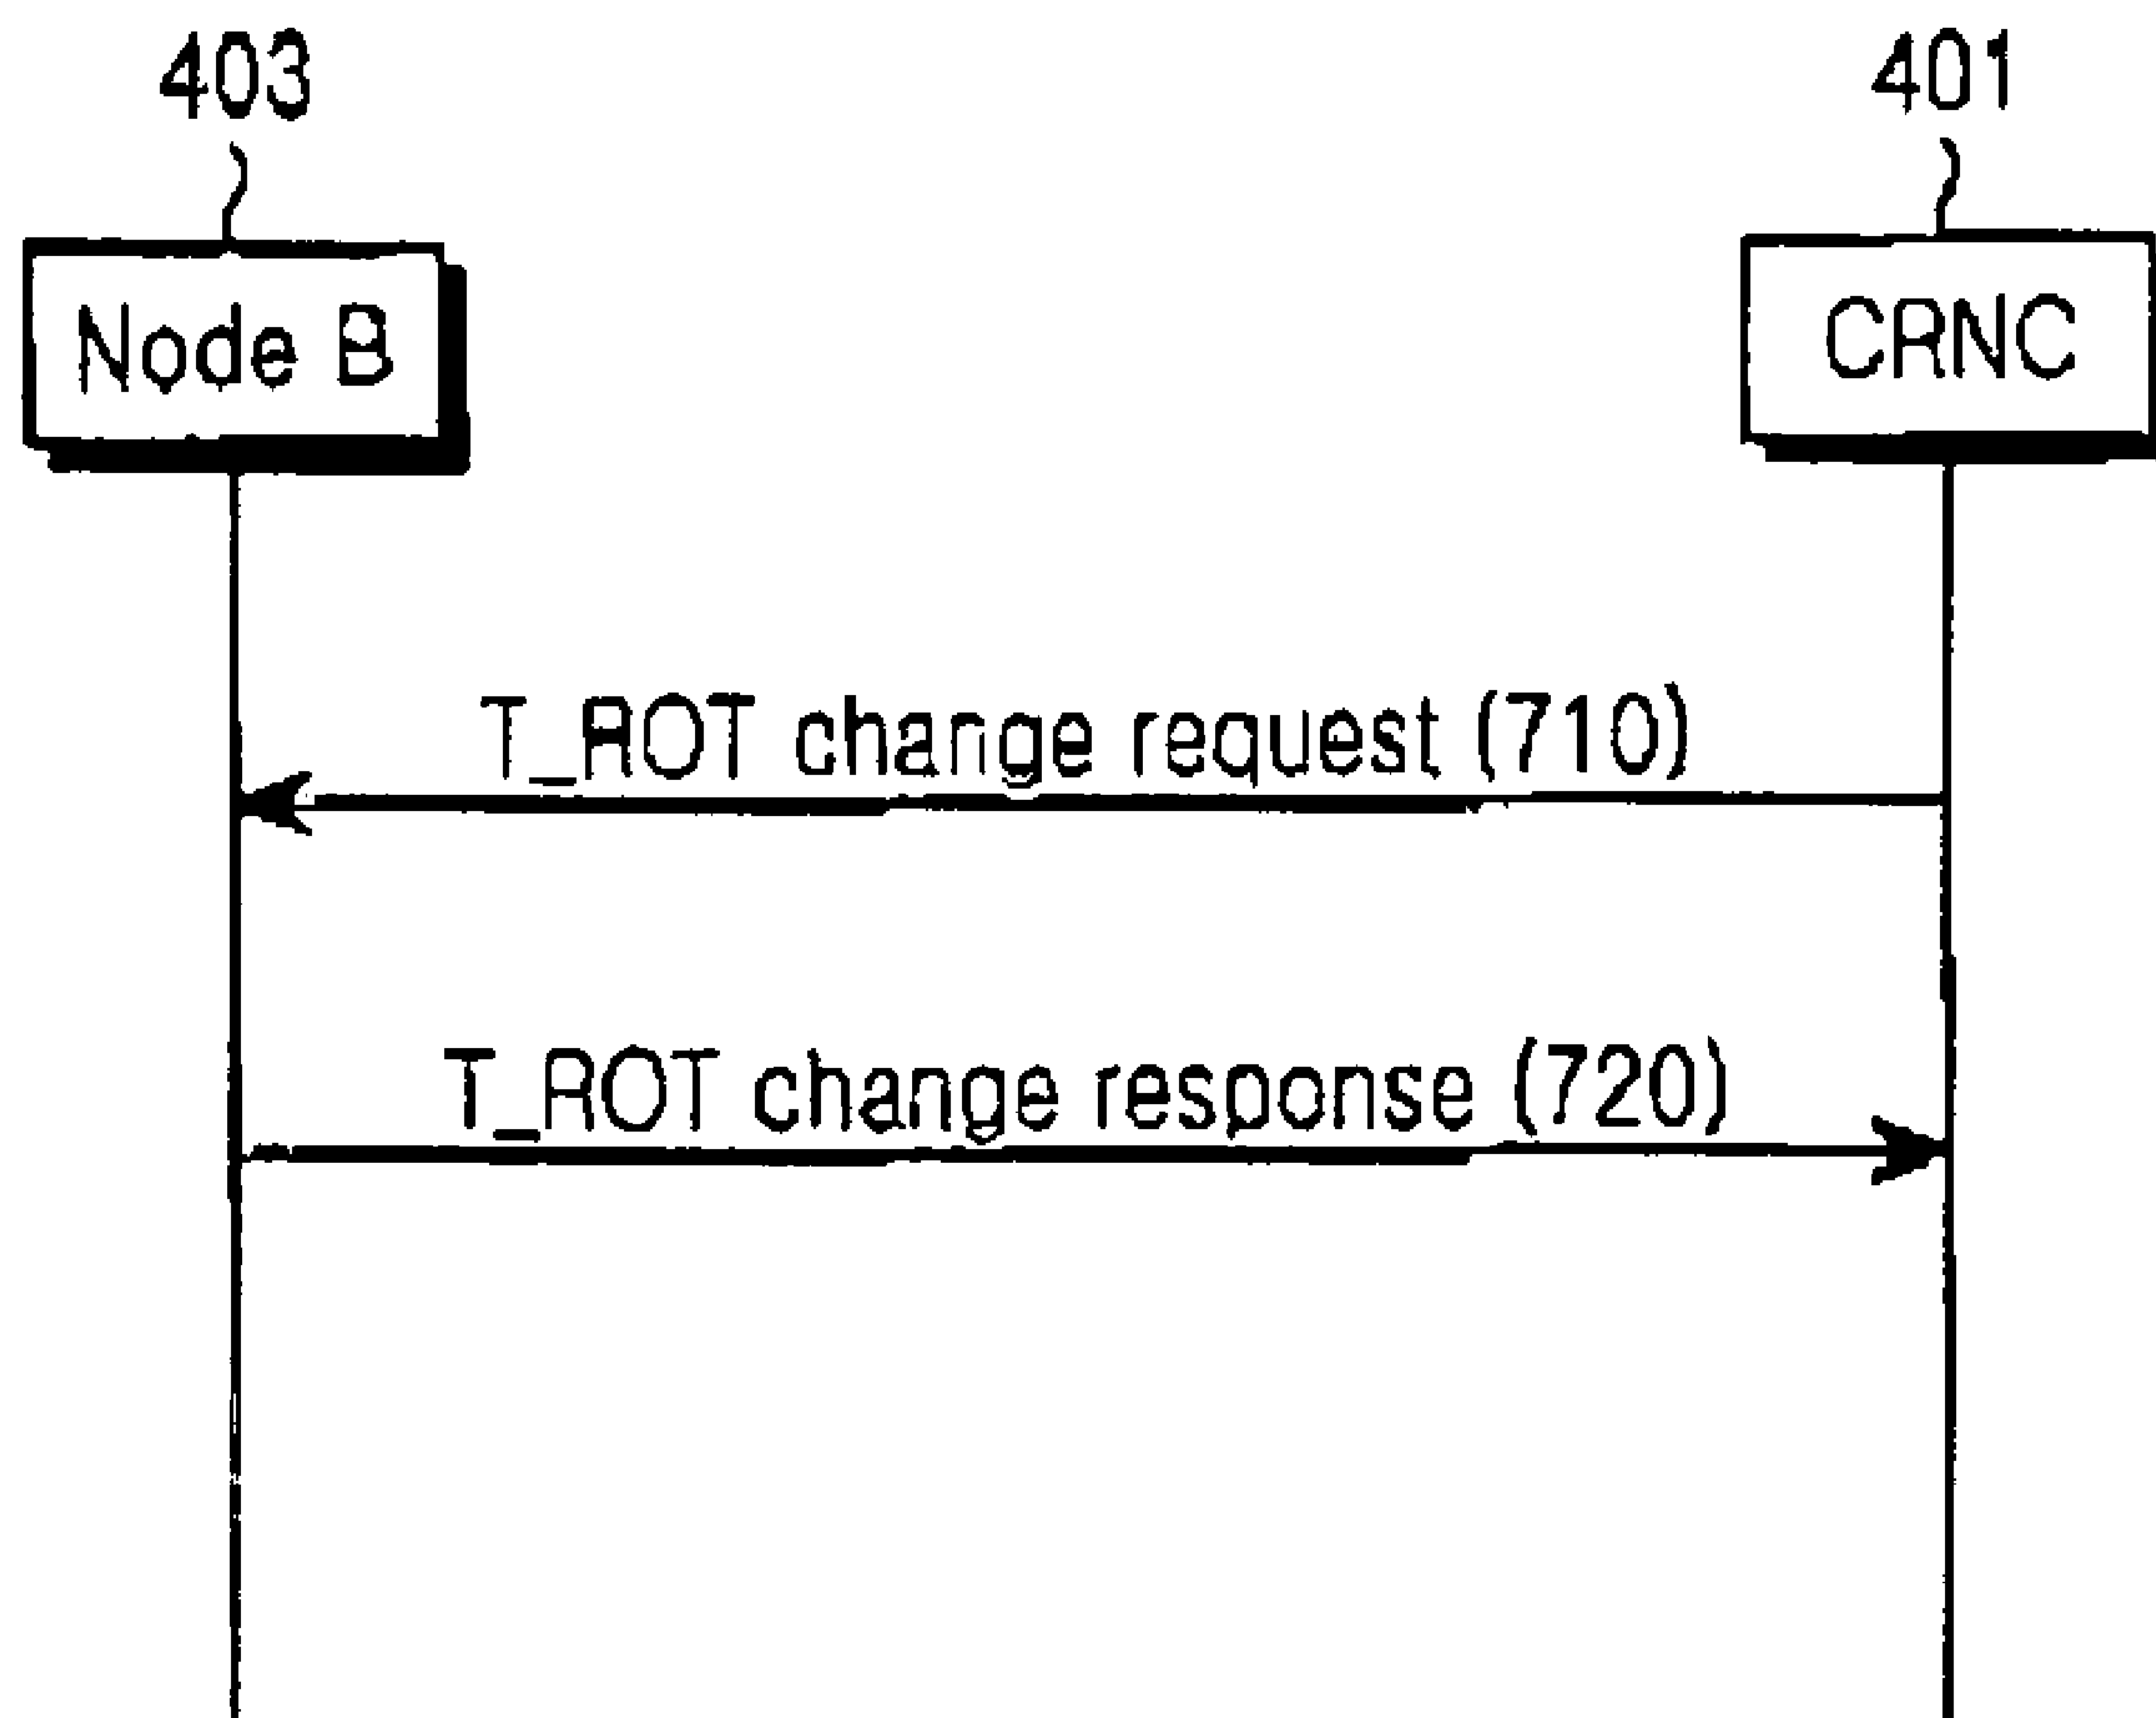 403
401
Node B
CRNC
T_ROT change request (710)
T_ROT change response (720)